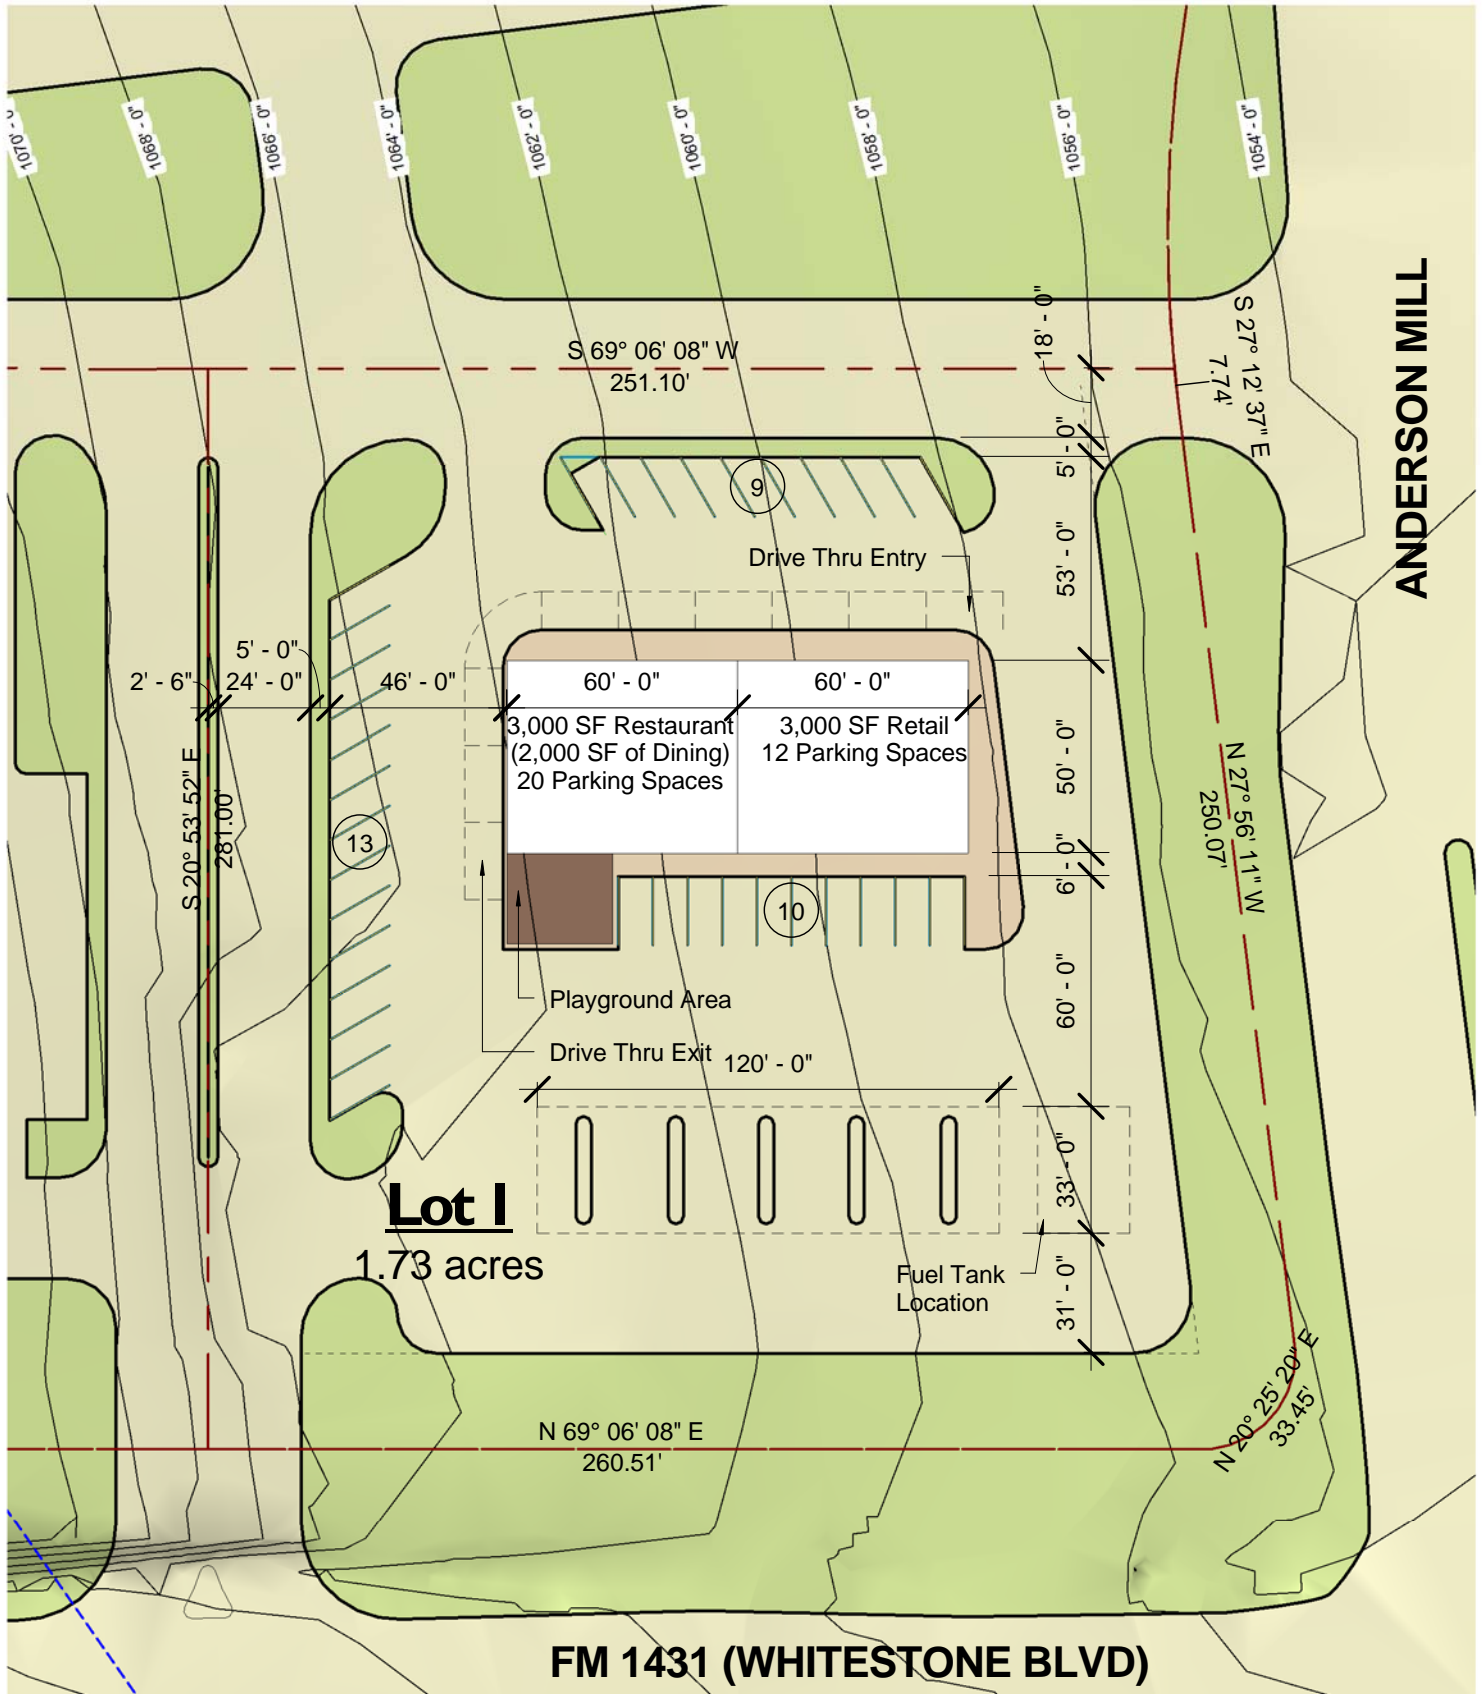 1070' - 0"
1068' - 0"
1066' - 0"
1064' - 0"
1062' - 0"
1060' - 0"
1058' - 0"
1056' - 0"
1054' - 0"
ANDERSON MILL
S 69° 06' 08" W
251.10'
18' - 0"
S 27° 12' 37" E
7.74'
5' - 0"
9
53' - 0"
Drive Thru Entry
2' - 6"
24' - 0"
5' - 0"
46' - 0"
60' - 0"
60' - 0"
3,000 SF Restaurant
(2,000 SF of Dining)
20 Parking Spaces
3,000 SF Retail
12 Parking Spaces
50' - 0"
S 20° 53' 52" E
281.00'
N 27° 56' 11" W
250.07'
13
6' - 0"
10
Playground Area
60' - 0"
Drive Thru Exit
120' - 0"
33' - 0"
Lot I
1.73 acres
Fuel Tank
Location
31' - 0"
N 20° 25' 20" E
33.45'
N 69° 06' 08" E
260.51'
FM 1431 (WHITESTONE BLVD)